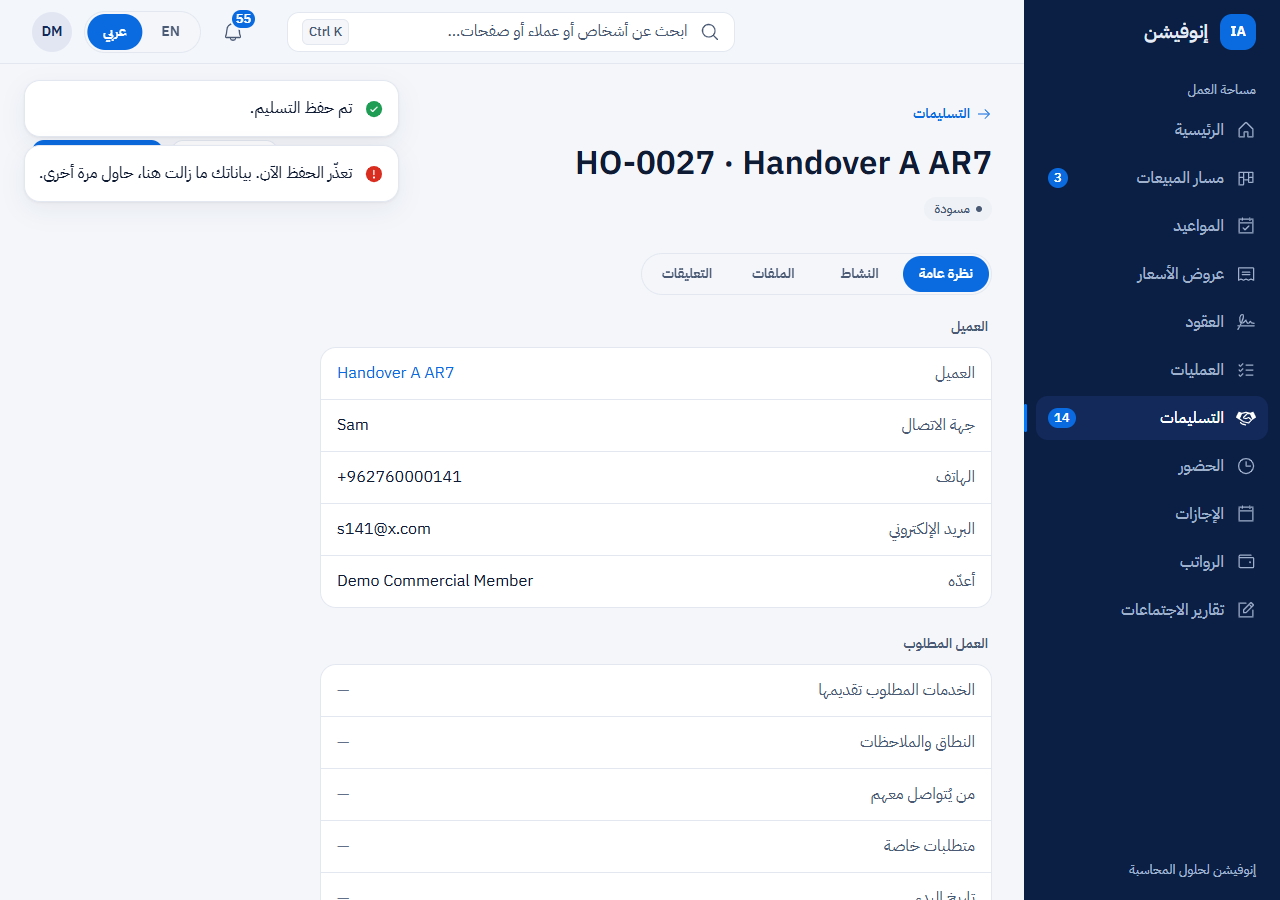 IA
إنوفيشن
مساحة العمل
الرئيسية
مسار المبيعات
3
المواعيد
عروض الأسعار
العقود
العمليات
التسليمات
14
الحضور
الإجازات
الرواتب
تقارير الاجتماعات
إنوفيشن لحلول المحاسبة
ابحث عن أشخاص أو عملاء أو صفحات...
Ctrl K
55
EN
عربي
DM
تم حفظ التسليم.
تعذّر الحفظ الآن. بياناتك ما زالت هنا، حاول مرة أخرى.
التسليمات
HO-0027 · Handover A AR7
مسودة
نظرة عامة
النشاط
الملفات
التعليقات
العميل
العميل
Handover A AR7
جهة الاتصال
Sam
الهاتف
+962760000141
البريد الإلكتروني
s141@x.com
أعدّه
Demo Commercial Member
العمل المطلوب
الخدمات المطلوب تقديمها
—
النطاق والملاحظات
—
من يُتواصل معهم
—
متطلبات خاصة
—
تاريخ البدء
—